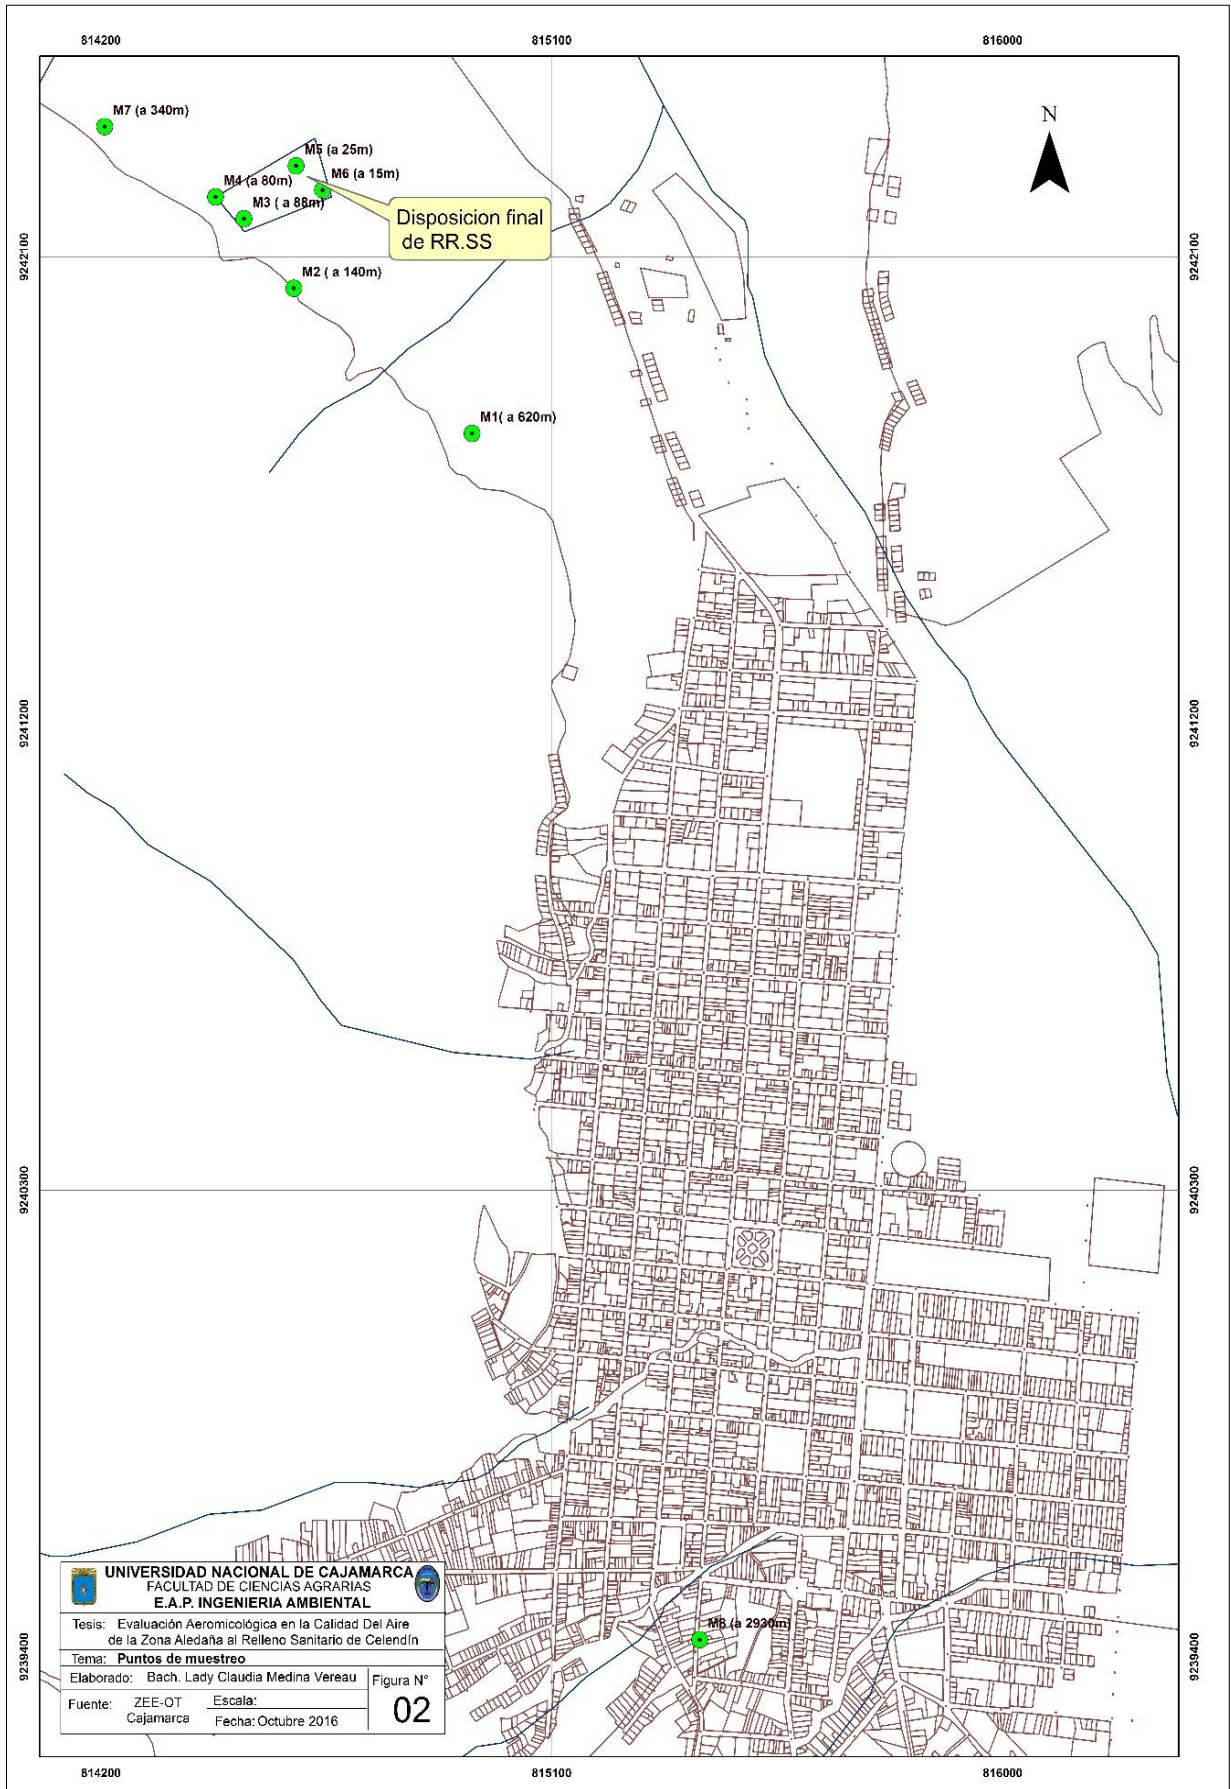 814200 815100 816000
M7 (a 340m)
N
M5 (a 25m)
M4 (a 80m)
M6 (a 15m)
M3 ( a 88m)
Disposicion final
de RR.SS
9242100 9242100
M2 ( a 140m)
M1( a 620m)
9241200 9241200
9240300 9240300
UNIVERSIDAD NACIONAL DE CAJAMARCA
FACULTAD DE CIENCIAS AGRARIAS
E.A.P. INGENIERIA AMBIENTAL
Tesis: Evaluación Aeromicológica en la Calidad Del Aire
de la Zona Aledaña al Relleno Sanitario de Celendín
Tema: Puntos de muestreo
Elaborado: Bach. Lady Claudia Medina Vereau
Figura N°
02
Fuente: ZEE-OT
Cajamarca
Escala:
Fecha: Octubre 2016
M8 (a 2930m)
9239400 9239400
814200 815100 816000